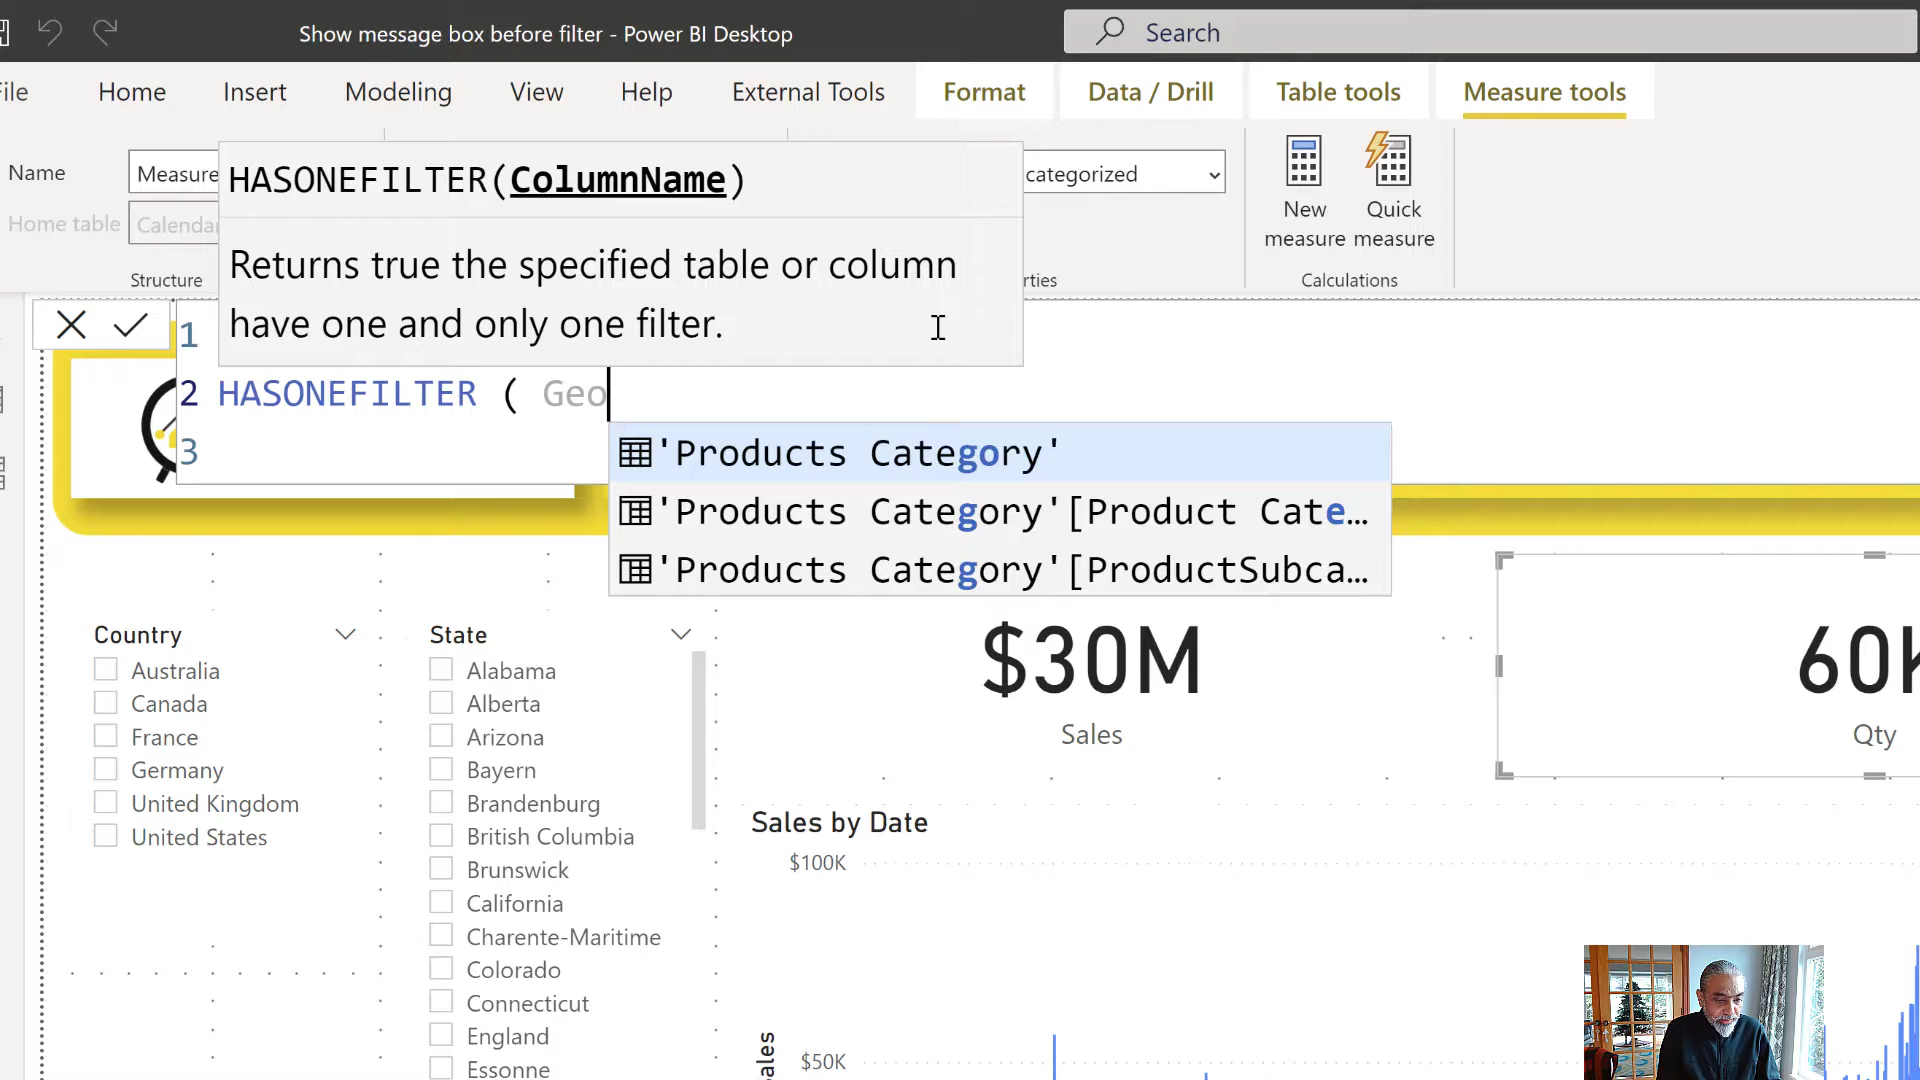 Show message box before filter - Power BI Desktop
Search
File
Home
Insert
Modeling
View
Help
External Tools
Format
Data / Drill
Table tools
Measure tools
Name
Measure
Home table
Calendar
Structure
HASONEFILTER(ColumnName)
Returns true the specified table or column
have one and only one filter.
categorized
New
measure
Quick
measure
Calculations
1
2 HASONEFILTER ( Geo
3
'Products Category'
'Products Category'[Product Cate…
'Products Category'[ProductSubca…
Country
Australia
Canada
France
Germany
United Kingdom
United States
State
Alabama
Alberta
Arizona
Bayern
Brandenburg
British Columbia
Brunswick
California
Charente-Maritime
Colorado
Connecticut
England
Essonne
$30M
Sales
60K
Qty
Sales by Date
$100K
$50K
Sales